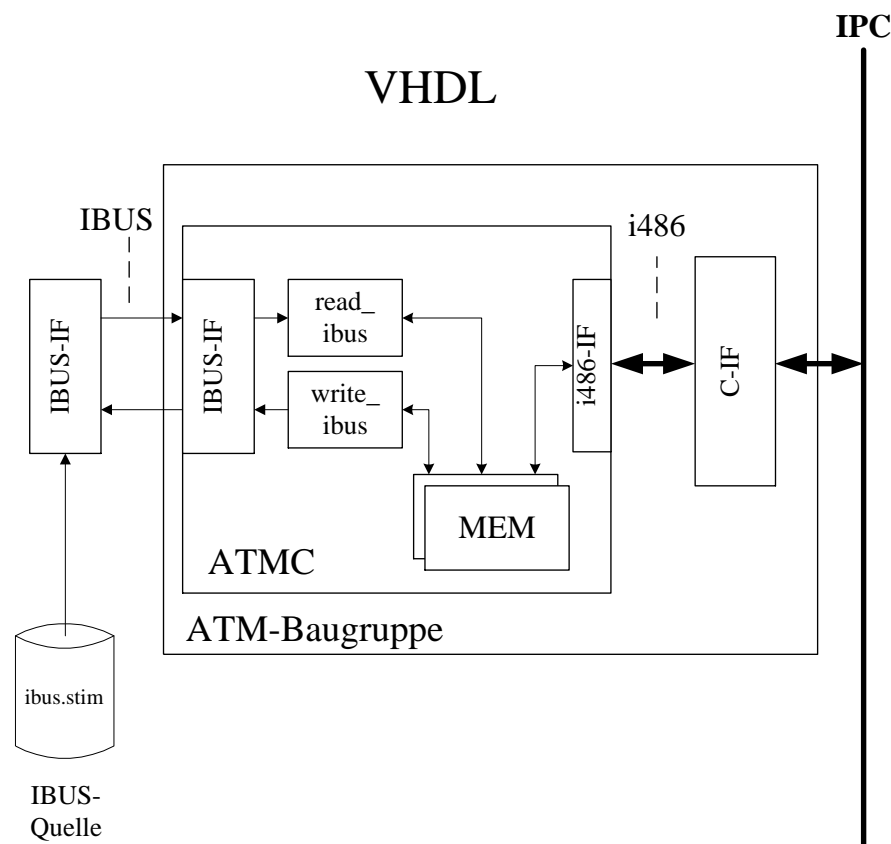 IPC
VHDL
IBUS
i486
IBUS-IF
IBUS-IF
read_
ibus
write_
ibus
i486-IF
C-IF
MEM
ATMC
ATM-Baugruppe
ibus.stim
IBUS-
Quelle